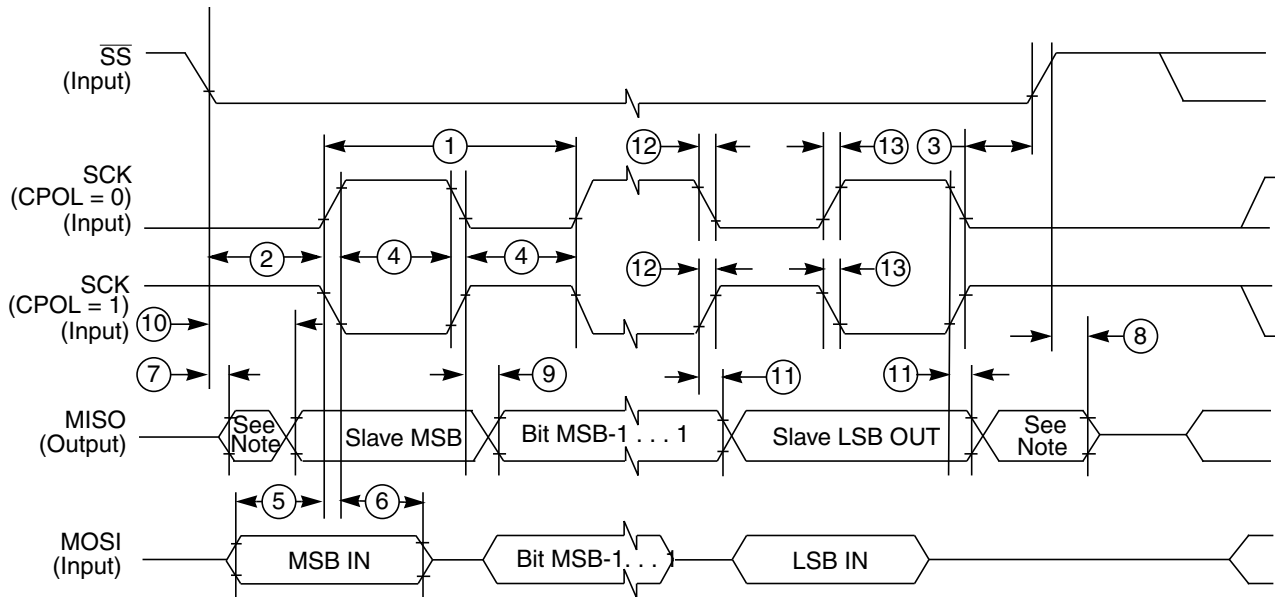 SS
(Input)
1
12
13
3
SCK
(CPOL = 0)
(Input)
2
4
4
12
13
SCK
(CPOL = 1)
(Input)
10
8
7
9
11
11
MISO
(Output)
See
Note
Slave MSB
Bit MSB-1 . . . 1
Slave LSB OUT
See
Note
5
6
MOSI
(Input)
MSB IN
Bit MSB-1. . . 1
LSB IN